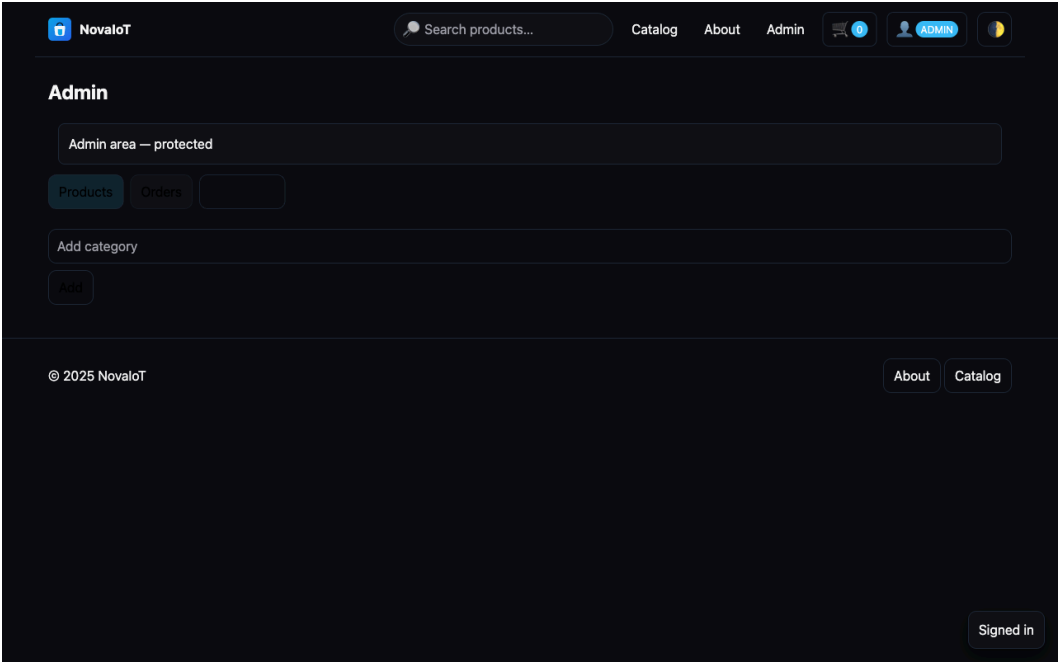 NovaIoT
Search products...
Catalog
About
Admin
0
ADMIN
Admin
Admin area — protected
Products
Orders
Add category
Add
© 2025 NovaIoT
About
Catalog
Signed in